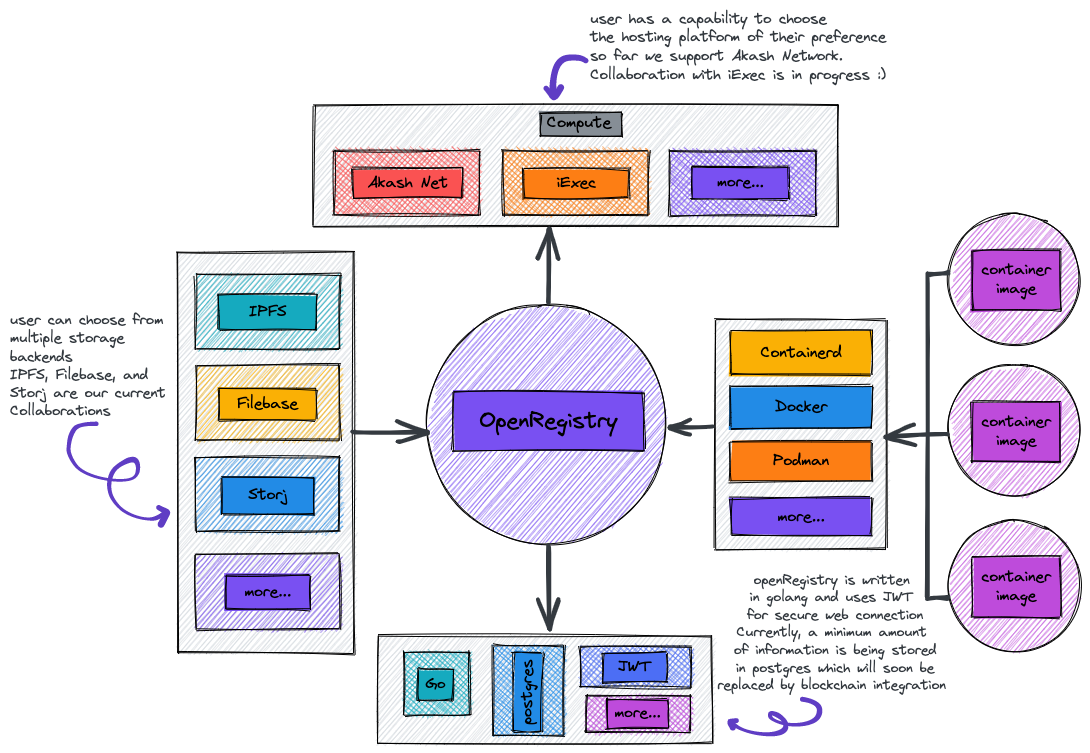 user has a capability to choose
the hosting platform of their preference
so far we support Akash Network.
Collaboration with iExec is in progress :)
Compute
Akash Net
iExec
more...
user can choose from
multiple storage
backends
IPFS, Filebase, and
Storj are our current
Collaborations
IPFS
Filebase
Storj
more...
OpenRegistry
Containerd
Docker
Podman
more...
container
image
container
image
container
image
openRegistry is written
in golang and uses JWT
for secure web connection
Currently, a minimum amount
of information is being stored
in postgres which will soon be
replaced by blockchain integration
Go
postgres
JWT
more...